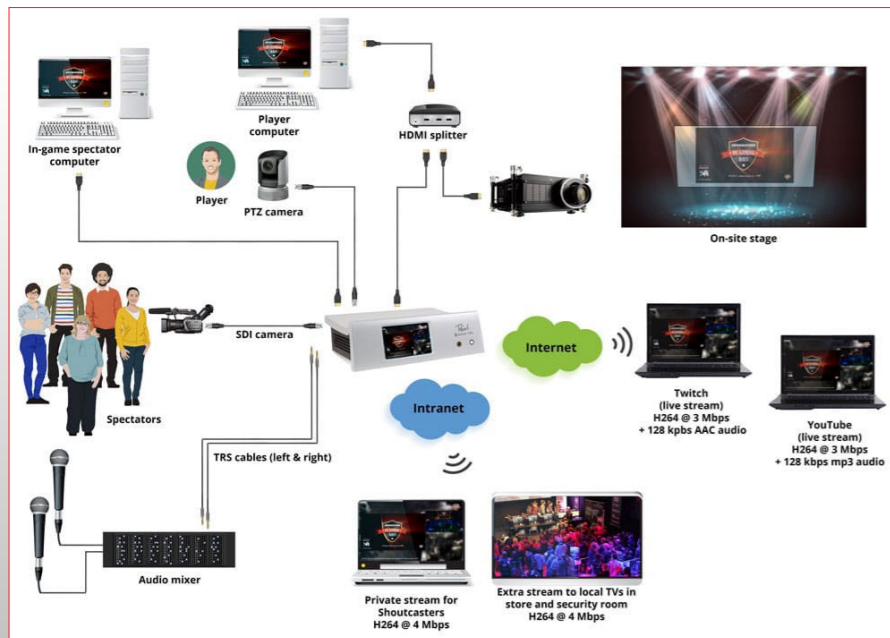 In-game spectator
computer
Player
computer
HDMI splitter
Player
PTZ camera
On-site stage
SDI camera
Pearl
Internet
Spectators
Intranet
Twitch
(live stream)
H264 @ 3 Mbps
+ 128 kpbs AAC audio
YouTube
(live stream)
H264 @ 3 Mbps
+ 128 kbps mp3 audio
TRS cables (left & right)
Audio mixer
Private stream for
Shoutcasters
H264 @ 4 Mbps
Extra stream to local TVs in
store and security room
H264 @ 4 Mbps